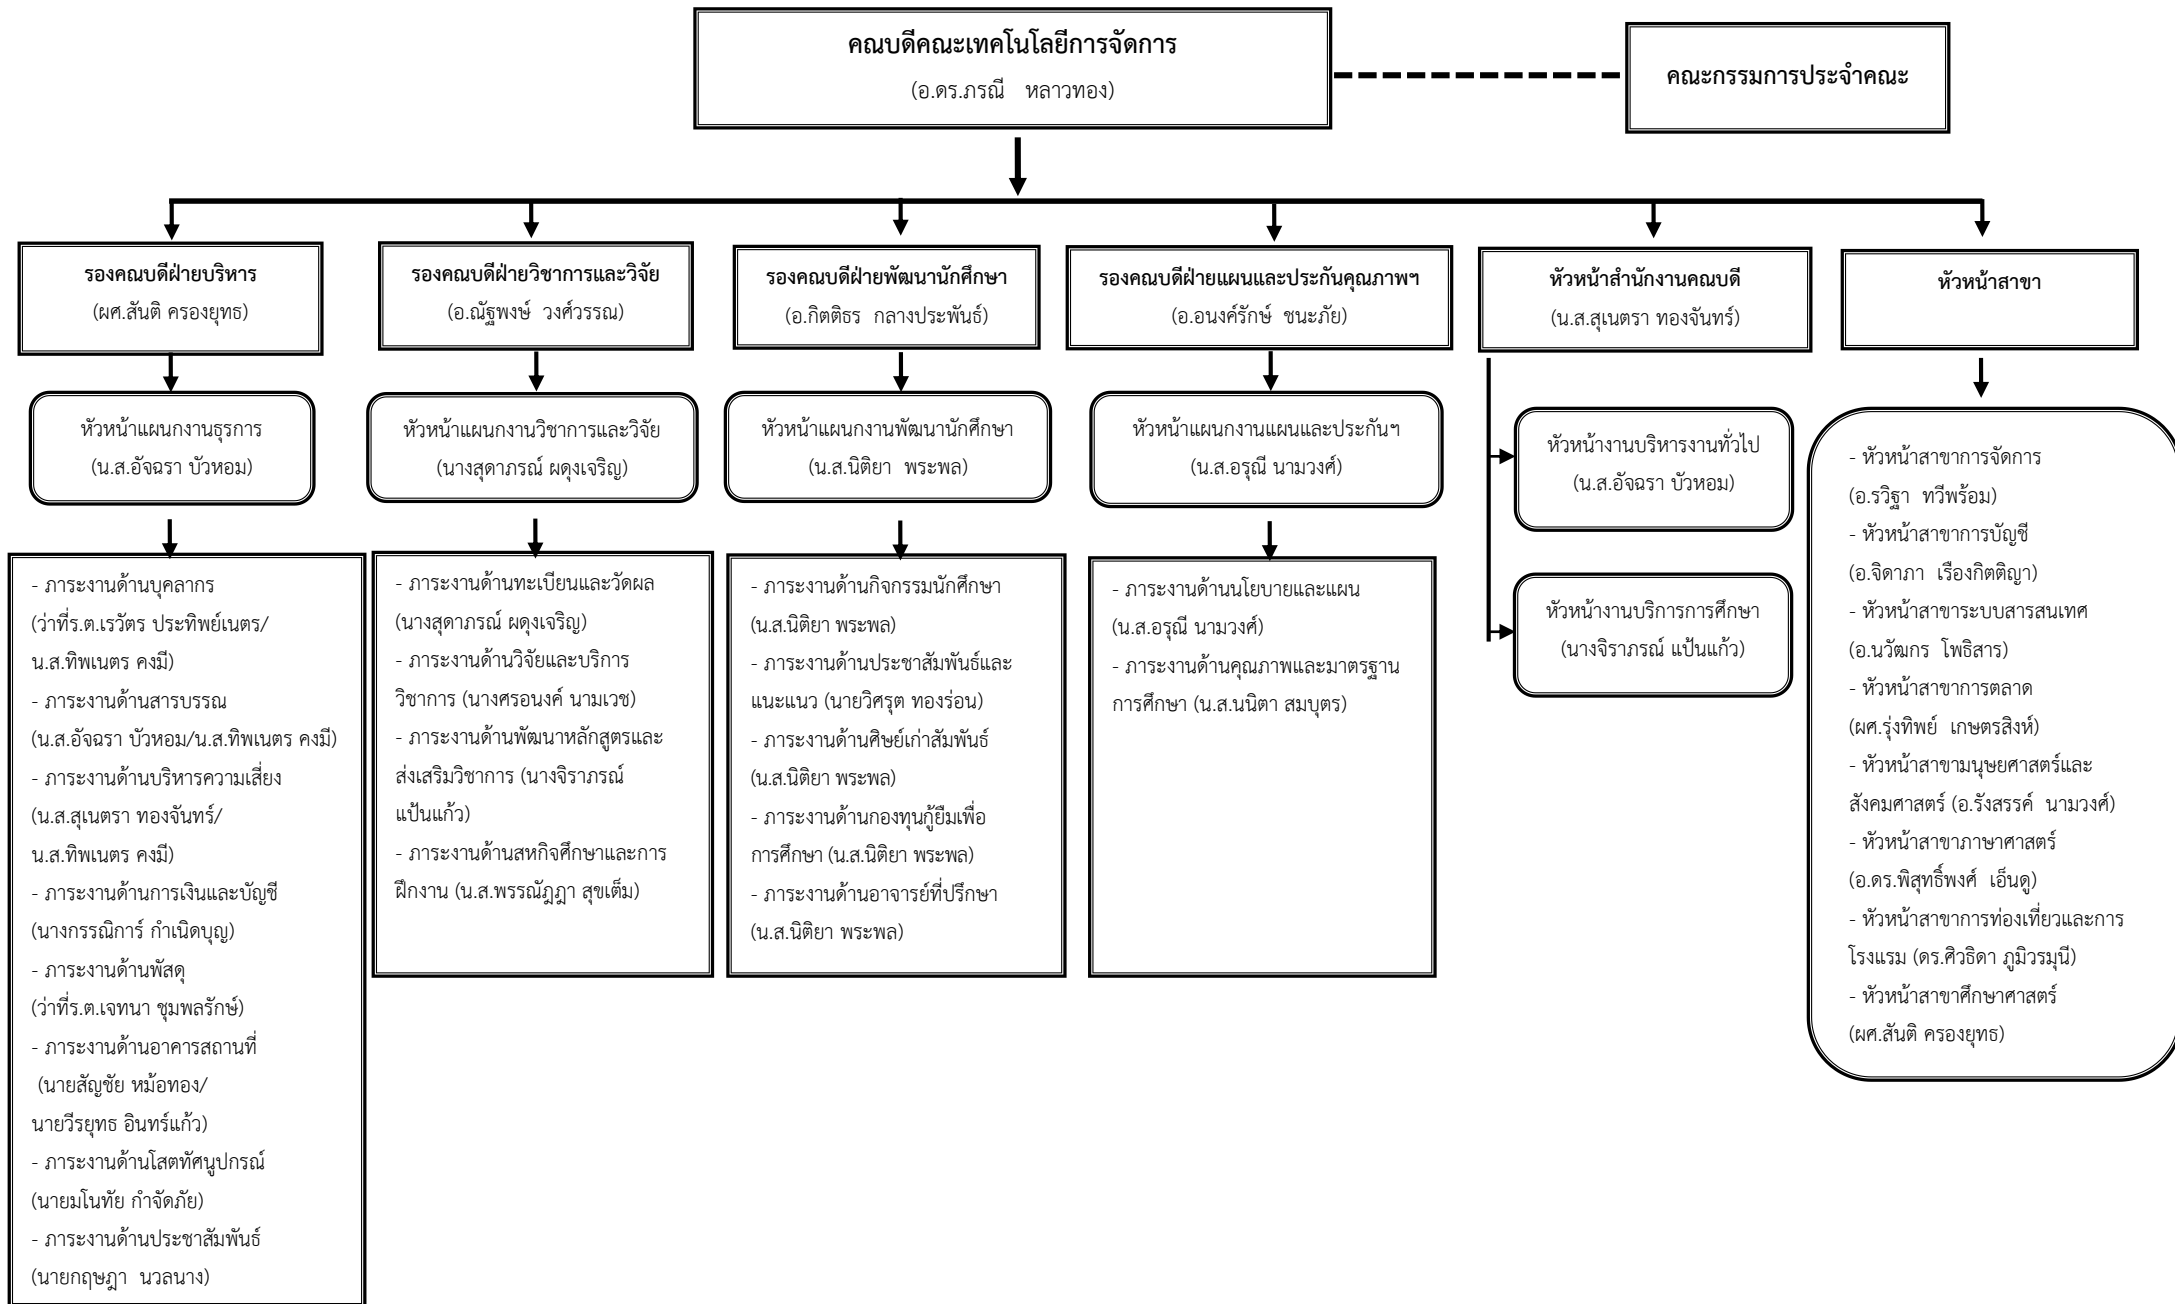 คณบดีคณะเทคโนโลยีการจัดการ
(อ.ดร.ภรณี หลาวทอง)
คณะกรรมการประจำคณะ
รองคณบดีฝ่ายบริหาร
(ผศ.สันติ ครองยุทธ)
รองคณบดีฝ่ายวิชาการและวิจัย
(อ.ณัฐพงษ์ วงศ์วรรณ)
รองคณบดีฝ่ายพัฒนานักศึกษา
(อ.กิตติธร กลางประพันธ์)
รองคณบดีฝ่ายแผนและประกันคุณภาพฯ
(อ.อนงค์รักษ์ ชนะภัย)
หัวหน้าสำนักงานคณบดี
(น.ส.สุเนตรา ทองจันทร์)
หัวหน้าสาขา
หัวหน้าแผนกงานธุรการ
(น.ส.อัจฉรา บัวหอม)
หัวหน้าแผนกงานวิชาการและวิจัย
(นางสุดาภรณ์ ผดุงเจริญ)
หัวหน้าแผนกงานพัฒนานักศึกษา
(น.ส.นิติยา พระพล)
หัวหน้าแผนกงานแผนและประกันฯ
(น.ส.อรุณี นามวงศ์)
หัวหน้างานบริหารงานทั่วไป
(น.ส.อัจฉรา บัวหอม)
หัวหน้างานบริการการศึกษา
(นางจิราภรณ์ แป้นแก้ว)
- ภาระงานด้านบุคลากร
(ว่าที่ร.ต.เรวัตร ประทิพย์เนตร/
น.ส.ทิพเนตร คงมี)
- ภาระงานด้านสารบรรณ
(น.ส.อัจฉรา บัวหอม/น.ส.ทิพเนตร คงมี)
- ภาระงานด้านบริหารความเสี่ยง
(น.ส.สุเนตรา ทองจันทร์/
น.ส.ทิพเนตร คงมี)
- ภาระงานด้านการเงินและบัญชี
(นางกรรณิการ์ กำเนิดบุญ)
- ภาระงานด้านพัสดุ
(ว่าที่ร.ต.เจทนา ชุมพลรักษ์)
- ภาระงานด้านอาคารสถานที่
(นายสัญชัย หม้อทอง/
นายวีรยุทธ อินทร์แก้ว)
- ภาระงานด้านโสตทัศนูปกรณ์
(นายมโนทัย กำจัดภัย)
- ภาระงานด้านประชาสัมพันธ์
(นายกฤษฎา นวลนาง)
- ภาระงานด้านทะเบียนและวัดผล
(นางสุดาภรณ์ ผดุงเจริญ)
- ภาระงานด้านวิจัยและบริการ
วิชาการ (นางศรอนงค์ นามเวช)
- ภาระงานด้านพัฒนาหลักสูตรและ
ส่งเสริมวิชาการ (นางจิราภรณ์
แป้นแก้ว)
- ภาระงานด้านสหกิจศึกษาและการ
ฝึกงาน (น.ส.พรรณัฎฎา สุขเต็ม)
- ภาระงานด้านกิจกรรมนักศึกษา
(น.ส.นิติยา พระพล)
- ภาระงานด้านประชาสัมพันธ์และ
แนะแนว (นายวิศรุต ทองร่อน)
- ภาระงานด้านศิษย์เก่าสัมพันธ์
(น.ส.นิติยา พระพล)
- ภาระงานด้านกองทุนกู้ยืมเพื่อ
การศึกษา (น.ส.นิติยา พระพล)
- ภาระงานด้านอาจารย์ที่ปรึกษา
(น.ส.นิติยา พระพล)
- ภาระงานด้านนโยบายและแผน
(น.ส.อรุณี นามวงศ์)
- ภาระงานด้านคุณภาพและมาตรฐาน
การศึกษา (น.ส.นนิตา สมบุตร)
- หัวหน้าสาขาการจัดการ
(อ.รวิฐา ทวีพร้อม)
- หัวหน้าสาขาการบัญชี
(อ.จิดาภา เรืองกิตติญา)
- หัวหน้าสาขาระบบสารสนเทศ
(อ.นวัฒกร โพธิสาร)
- หัวหน้าสาขาการตลาด
(ผศ.รุ่งทิพย์ เกษตรสิงห์)
- หัวหน้าสาขามนุษยศาสตร์และ
สังคมศาสตร์ (อ.รังสรรค์ นามวงศ์)
- หัวหน้าสาขาภาษาศาสตร์
(อ.ดร.พิสุทธิ์พงศ์ เอ็นดู)
- หัวหน้าสาขาการท่องเที่ยวและการ
โรงแรม (ดร.ศิวธิดา ภูมิวรมุนี)
- หัวหน้าสาขาศึกษาศาสตร์
(ผศ.สันติ ครองยุทธ)